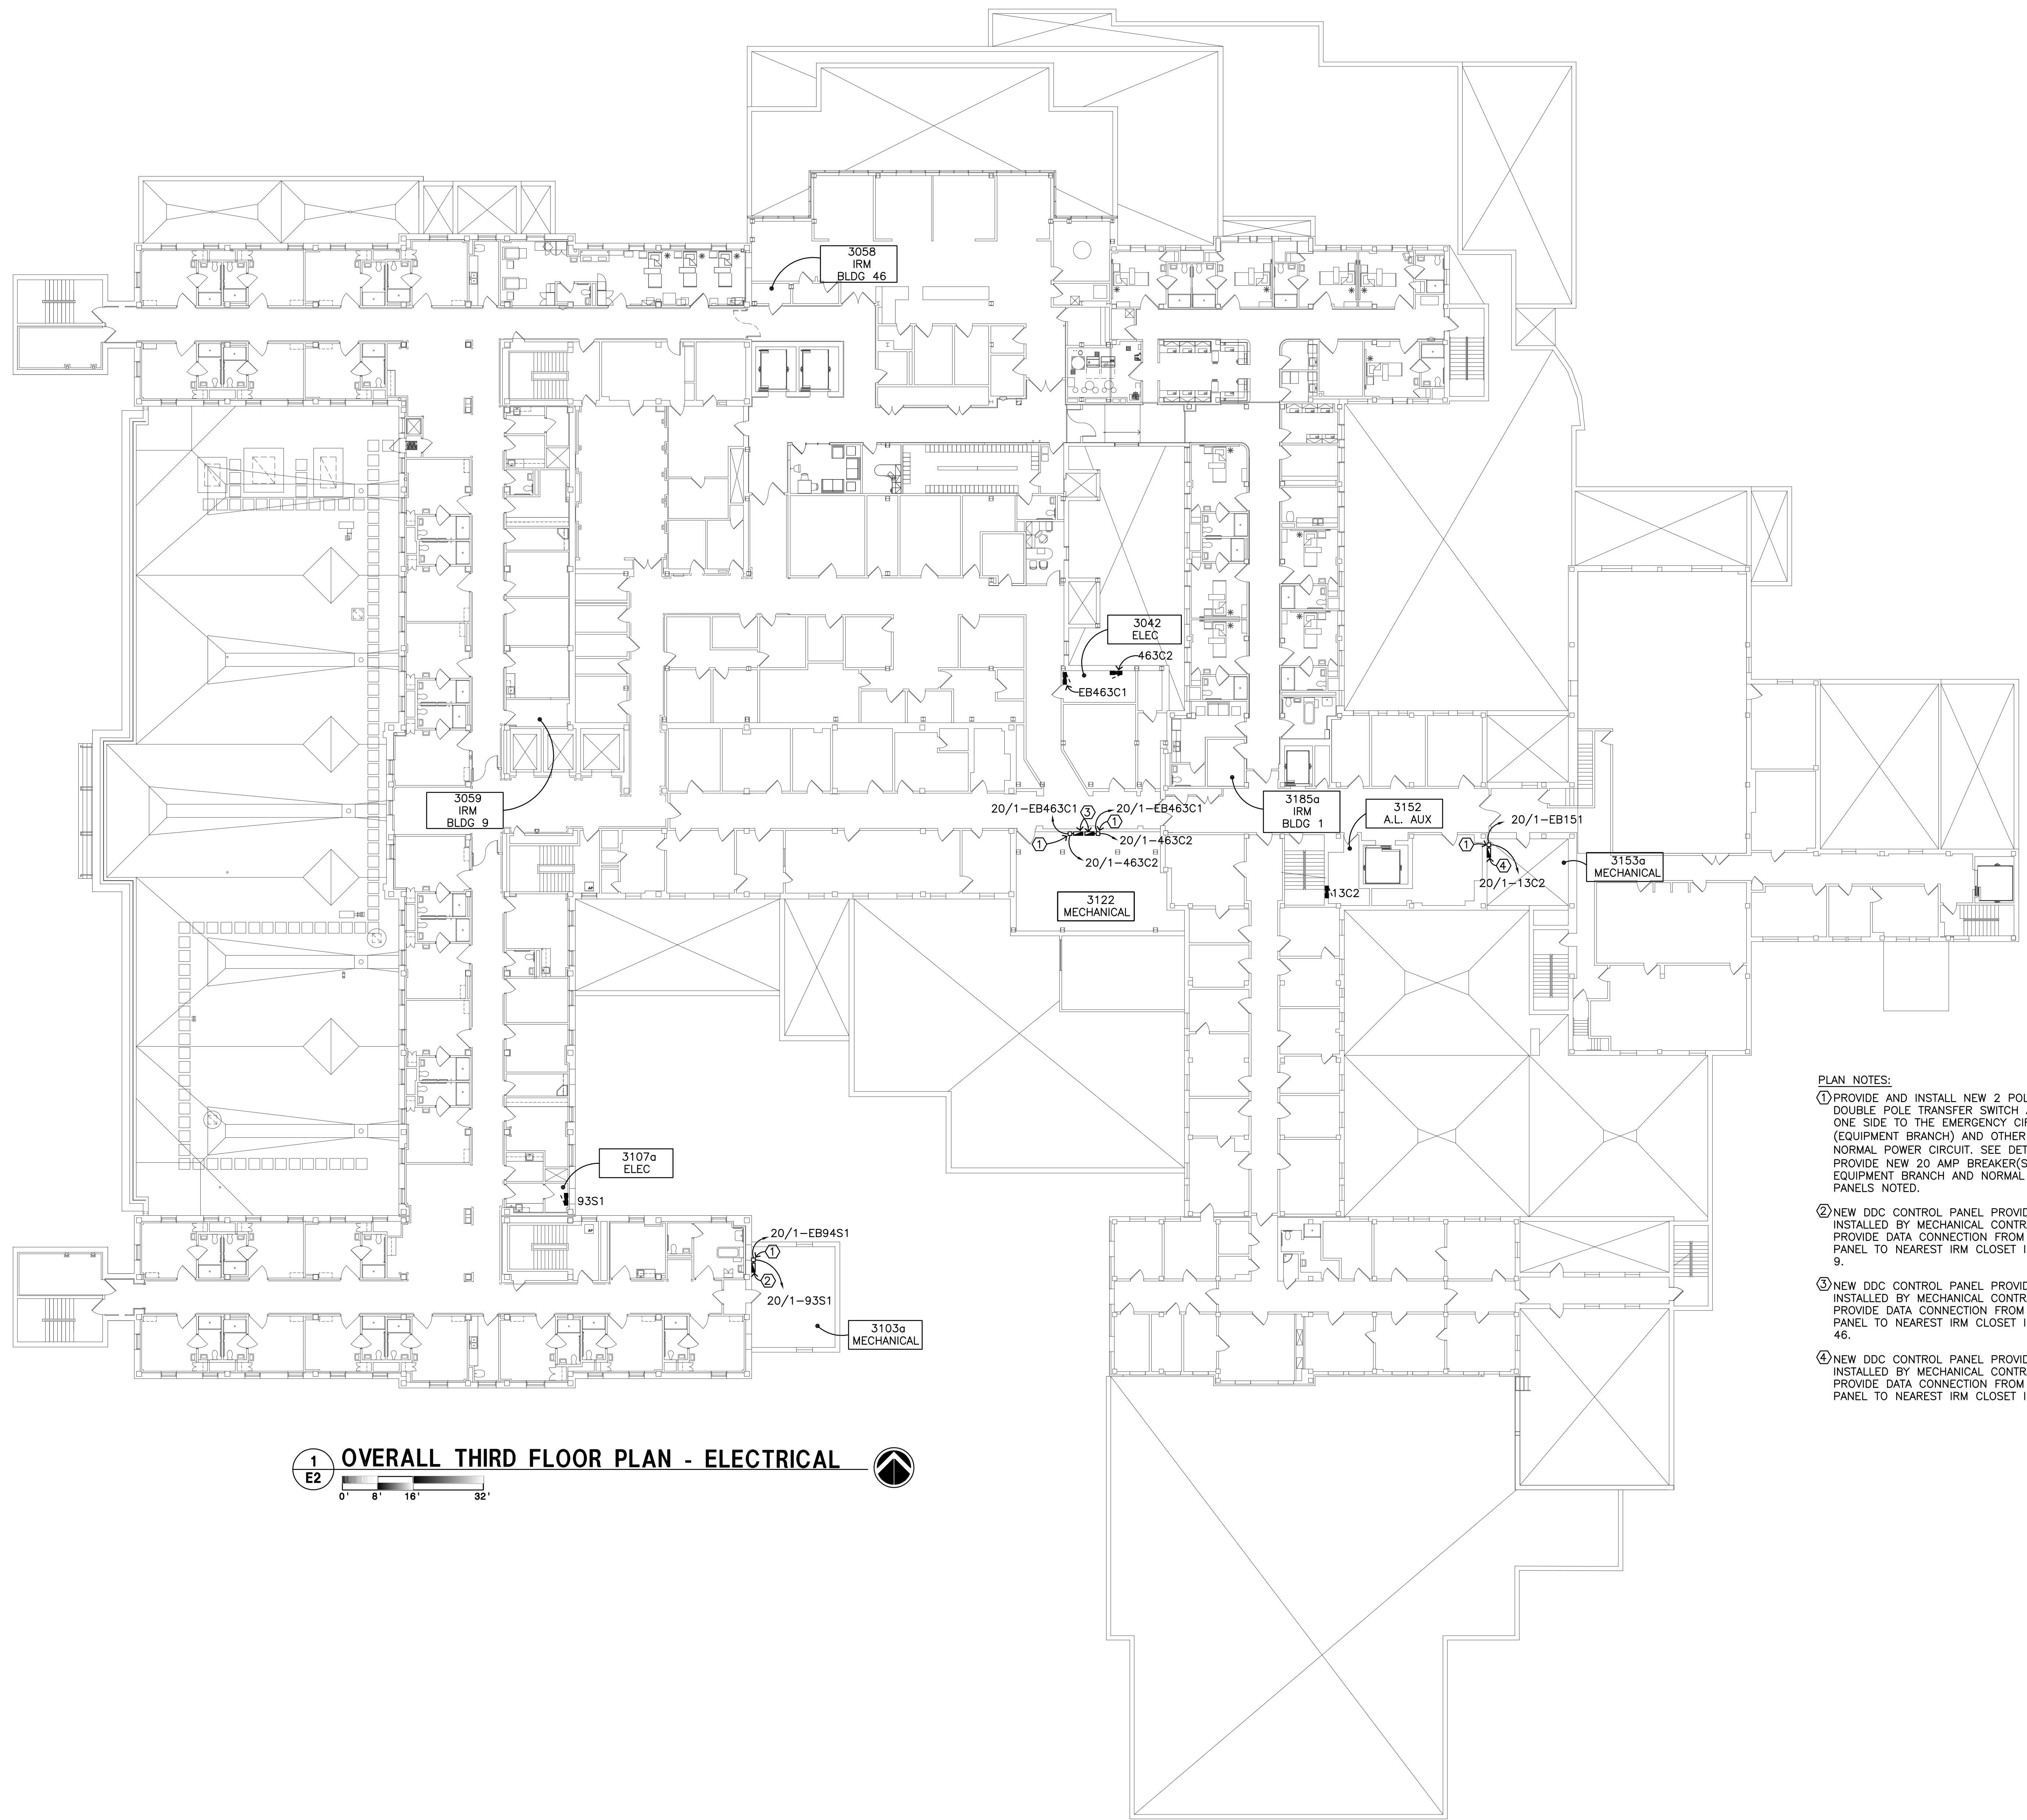 3058
IRM
BLDG 46
3042
ELEC
463C2
EB463C1
3059
IRM
BLDG 9
20/1-EB463C1
3
20/1-EB463C1
1
1
20/1-463C2
20/1-463C2
3185a
IRM
BLDG 1
3152
A.L. AUX
20/1-EB151
1
4
20/1-13C2
3153a
MECHANICAL
13C2
3122
MECHANICAL
AP
3107a
ELEC
93S1
AP
20/1-EB94S1
1
2
20/1-93S1
3103a
MECHANICAL
PLAN NOTES:
1 PROVIDE AND INSTALL NEW 2 POL
DOUBLE POLE TRANSFER SWITCH
ONE SIDE TO THE EMERGENCY CI
(EQUIPMENT BRANCH) AND OTHER
NORMAL POWER CIRCUIT. SEE DET
PROVIDE NEW 20 AMP BREAKER(S
EQUIPMENT BRANCH AND NORMAL
PANELS NOTED.
2 NEW DDC CONTROL PANEL PROVID
INSTALLED BY MECHANICAL CONTR
PROVIDE DATA CONNECTION FROM
PANEL TO NEAREST IRM CLOSET I
9.
3 NEW DDC CONTROL PANEL PROVID
INSTALLED BY MECHANICAL CONTR
PROVIDE DATA CONNECTION FROM
PANEL TO NEAREST IRM CLOSET I
46.
4 NEW DDC CONTROL PANEL PROVID
INSTALLED BY MECHANICAL CONTR
PROVIDE DATA CONNECTION FROM
PANEL TO NEAREST IRM CLOSET I
1
E2
OVERALL THIRD FLOOR PLAN - ELECTRICAL
0' 8' 16' 32'